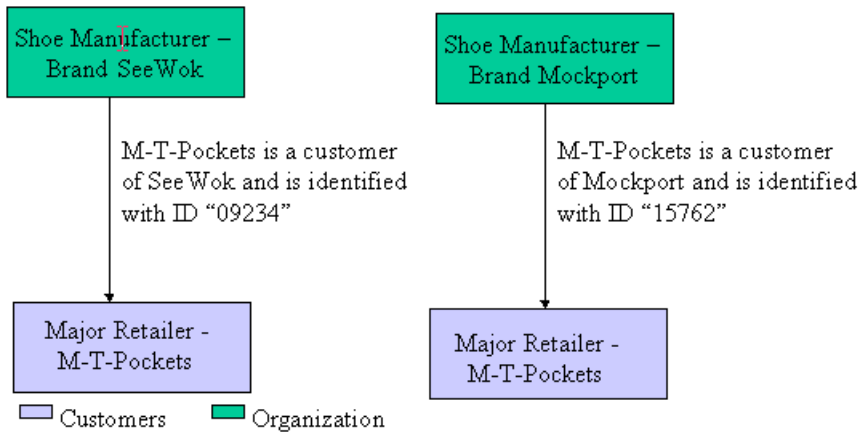 Shoe Manufacturer –
Brand SeeWok
Shoe Manufacturer –
Brand Mockport
M-T-Pockets is a customer
of SeeWok and is identified
with ID “09234”
M-T-Pockets is a customer
of Mockport and is identified
with ID “15762”
Major Retailer -
M-T-Pockets
Major Retailer -
M-T-Pockets
Customers
Organization